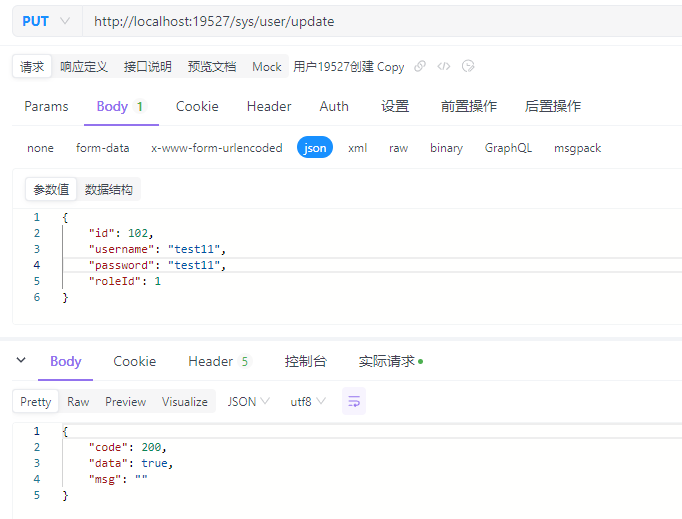 PUT http://localhost:19527/sys/user/update
请求 响应定义 接口说明 预览文档 Mock 用户19527创建 Copy
Params Body 1 Cookie Header Auth 设置 前置操作 后置操作
none form-data x-www-form-urlencoded json xml raw binary GraphQL msgpack
参数值 数据结构
1 {
2 "id": 102,
3 "username": "test11",
4 "password": "test11",
5 "roleId": 1
6 }
Body Cookie Header 5 控制台 实际请求
Pretty Raw Preview Visualize JSON utf8
1 {
2 "code": 200,
3 "data": true,
4 "msg": ""
5 }